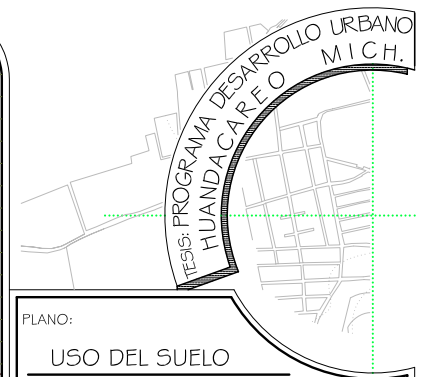 TESIS: PROGRAMA DESARROLLO URBANO
HUANDACAREO MICH.
PLANO:
USO DEL SUELO